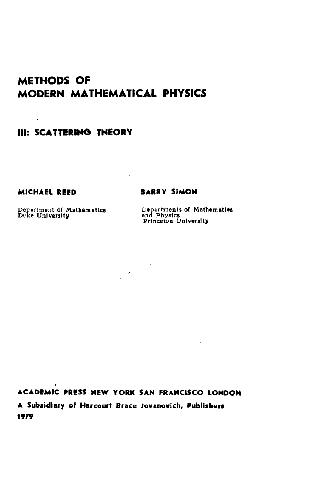 METHODS OF
MODERN MATHEMATICAL PHYSICS
III: SCATTERING THEORY
MICHAEL REED
Department of Mathematics
Duke University
BARRY SIMON
Departments of Mathematics
and Physics
Princeton University
ACADEMIC PRESS NEW YORK SAN FRANCISCO LONDON
A Subsidiary of Harcourt Brace Jovanovich, Publishers
1979